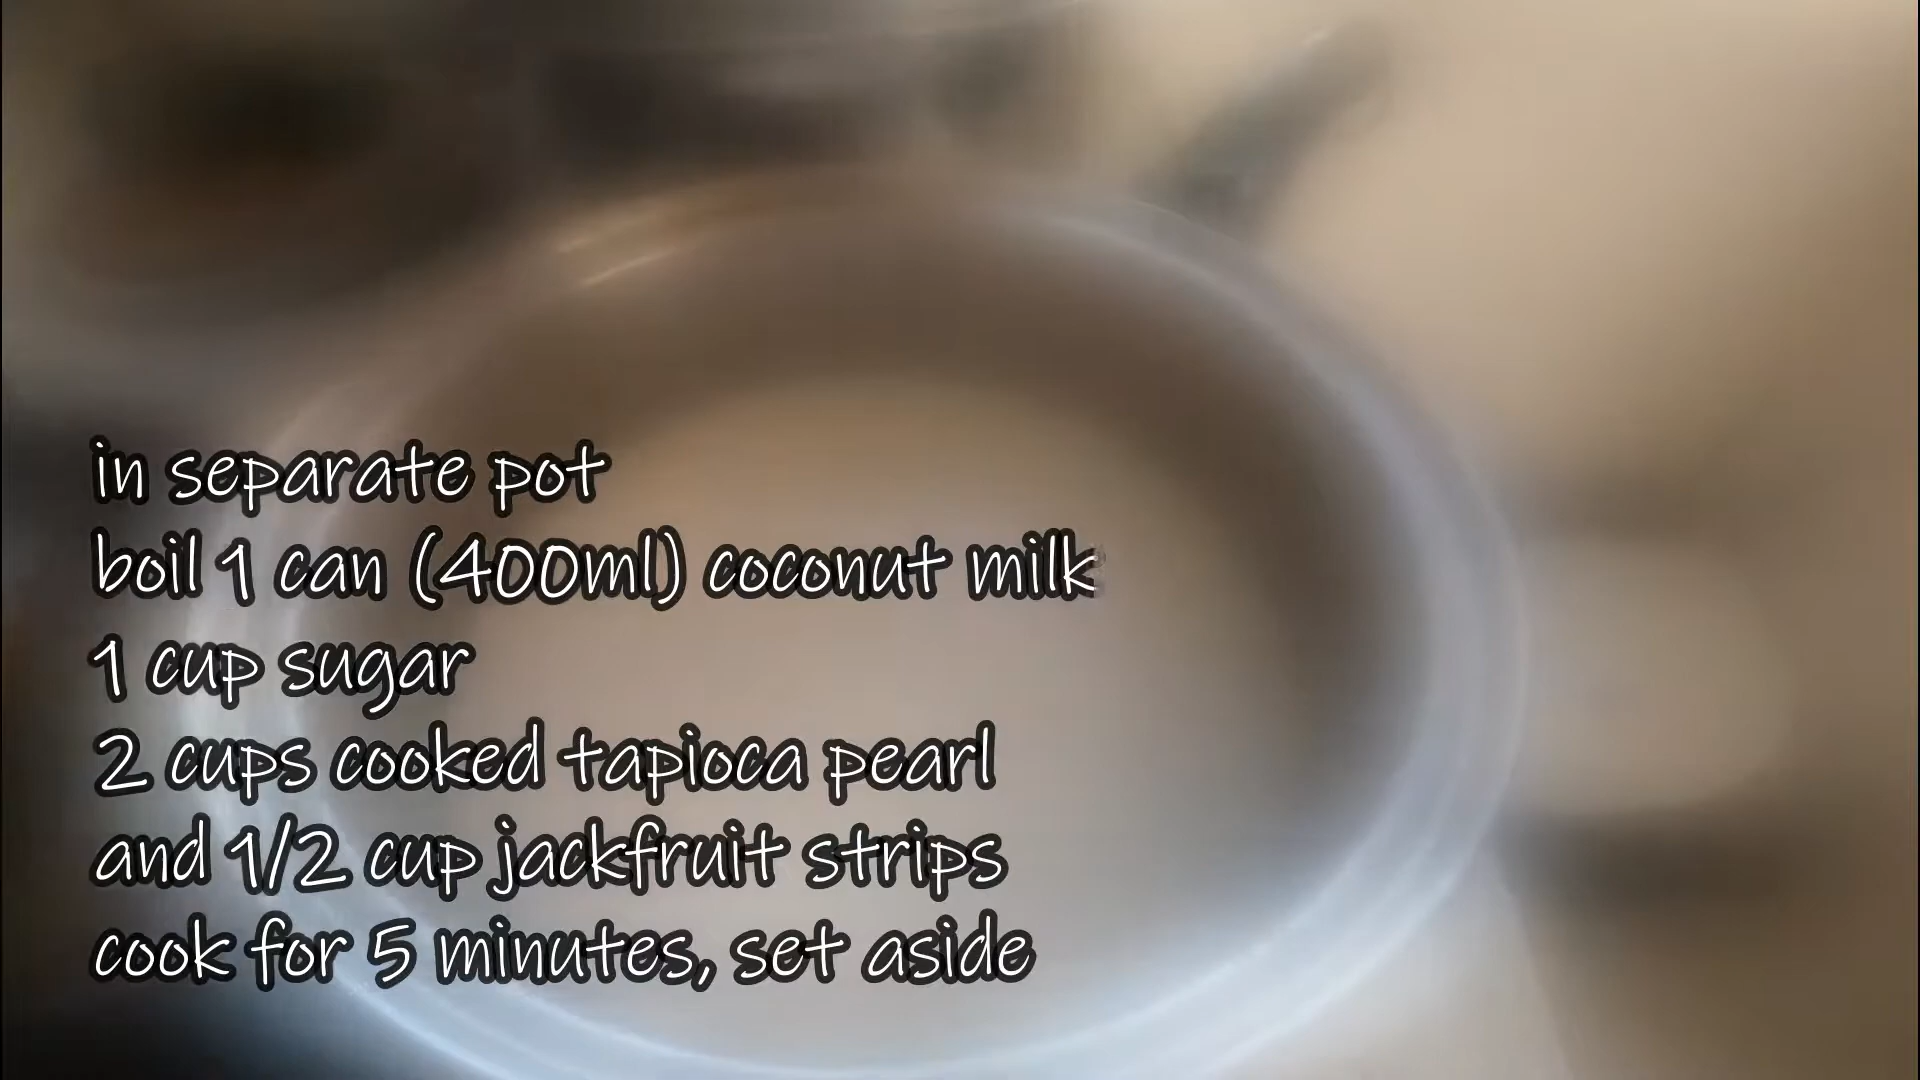 in separate pot
boil 1 can (400ml) coconut milk
1 cup sugar
2 cups cooked tapioca pearl
and 1/2 cup jackfruit strips
cook for 5 minutes, set aside